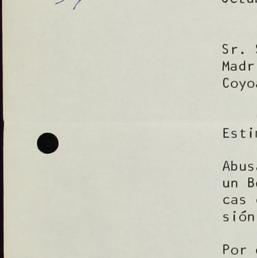 Sr.
Madr
Coyo
Esti
Abus
un B
cas
sión
Por